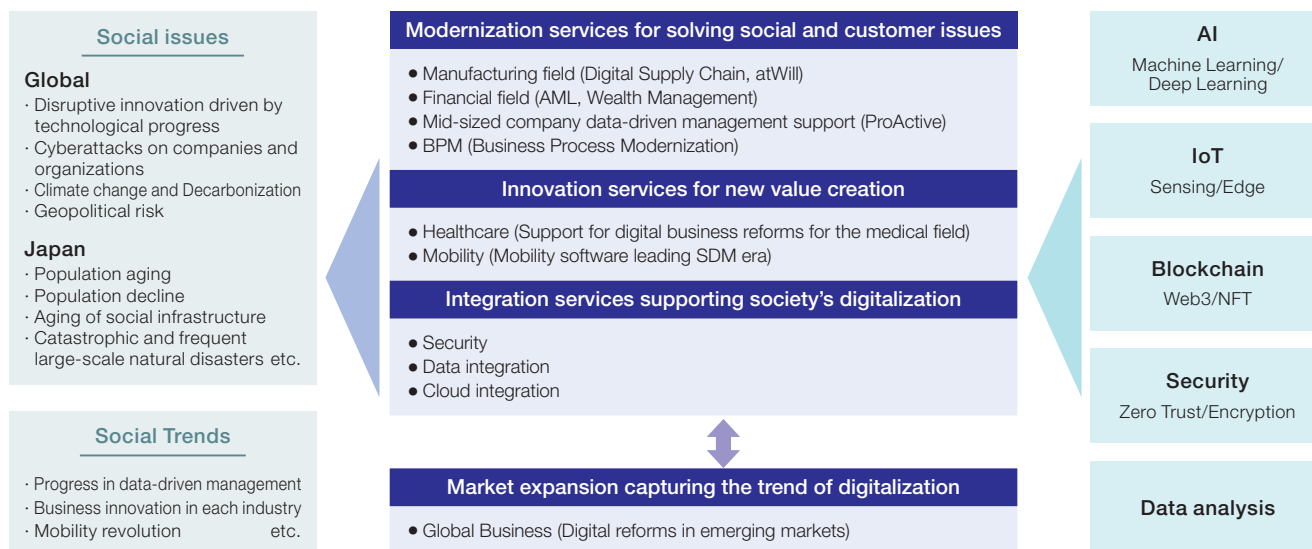 Social issues
Global
· Disruptive innovation driven by
technological progress
· Cyberattacks on companies and
organizations
· Climate change and Decarbonization
· Geopolitical risk
Japan
· Population aging
· Population decline
· Aging of social infrastructure
· Catastrophic and frequent
large-scale natural disasters etc.
Social Trends
· Progress in data-driven management
· Business innovation in each industry
· Mobility revolution etc.
Modernization services for solving social and customer issues
● Manufacturing field (Digital Supply Chain, atWill)
● Financial field (AML, Wealth Management)
● Mid-sized company data-driven management support (ProActive)
● BPM (Business Process Modernization)
Innovation services for new value creation
● Healthcare (Support for digital business reforms for the medical field)
● Mobility (Mobility software leading SDM era)
Integration services supporting society’s digitalization
● Security
● Data integration
● Cloud integration
Market expansion capturing the trend of digitalization
● Global Business (Digital reforms in emerging markets)
AI
Machine Learning/
Deep Learning
IoT
Sensing/Edge
Blockchain
Web3/NFT
Security
Zero Trust/Encryption
Data analysis